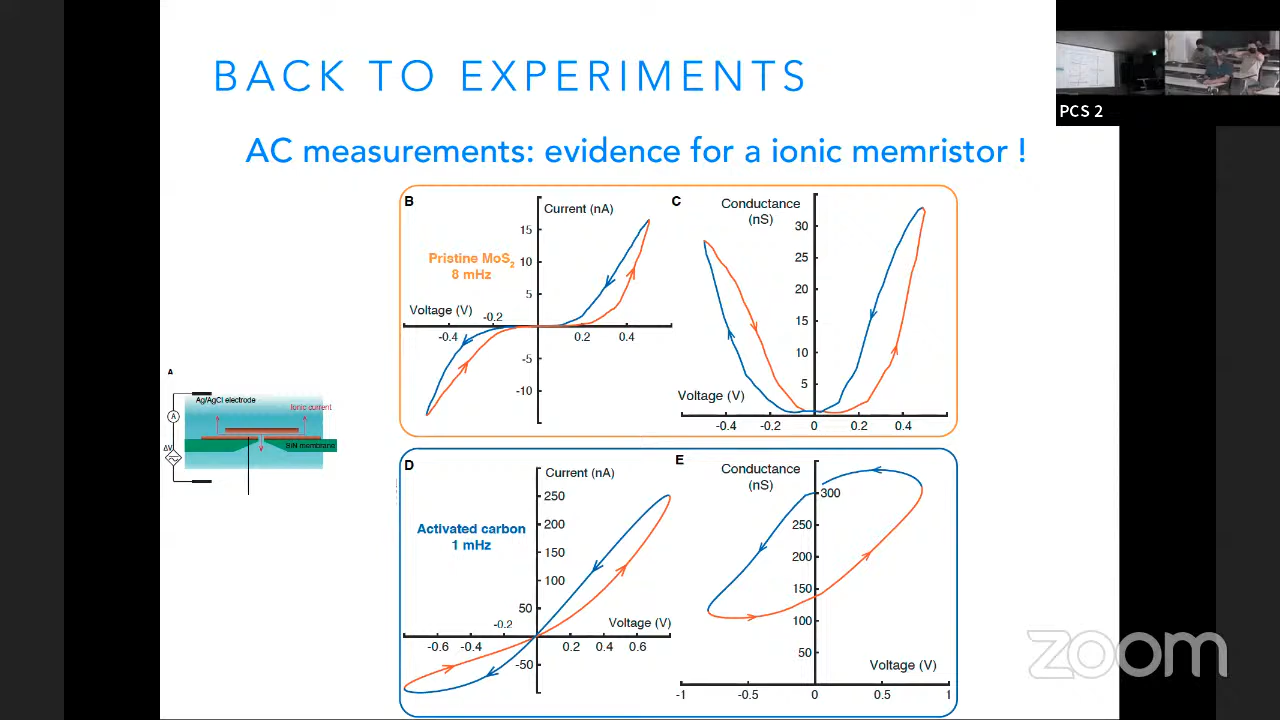 BACK TO EXPERIMENTS
PCS 2
AC measurements: evidence for a ionic memristor !
B
Current (nA)
Pristine MoS2
8 mHz
15
10
5
Voltage (V)
-0.2
-0.4
0.2
0.4
-5
-10
C
Conductance
(nS)
30
25
20
15
10
5
Voltage (V)
-0.4
-0.2
0
0.2
0.4
A
Ag/AgCl electrode
Ionic current
A
ΔV
SiN membrane
D
Current (nA)
Activated carbon
1 mHz
250
200
150
100
50
-0.2
Voltage (V)
-0.6
-0.4
0.2
0.4
0.6
-50
E
Conductance
(nS)
300
250
200
150
100
50
Voltage (V)
-1
-0.5
0
0.5
1
zoom